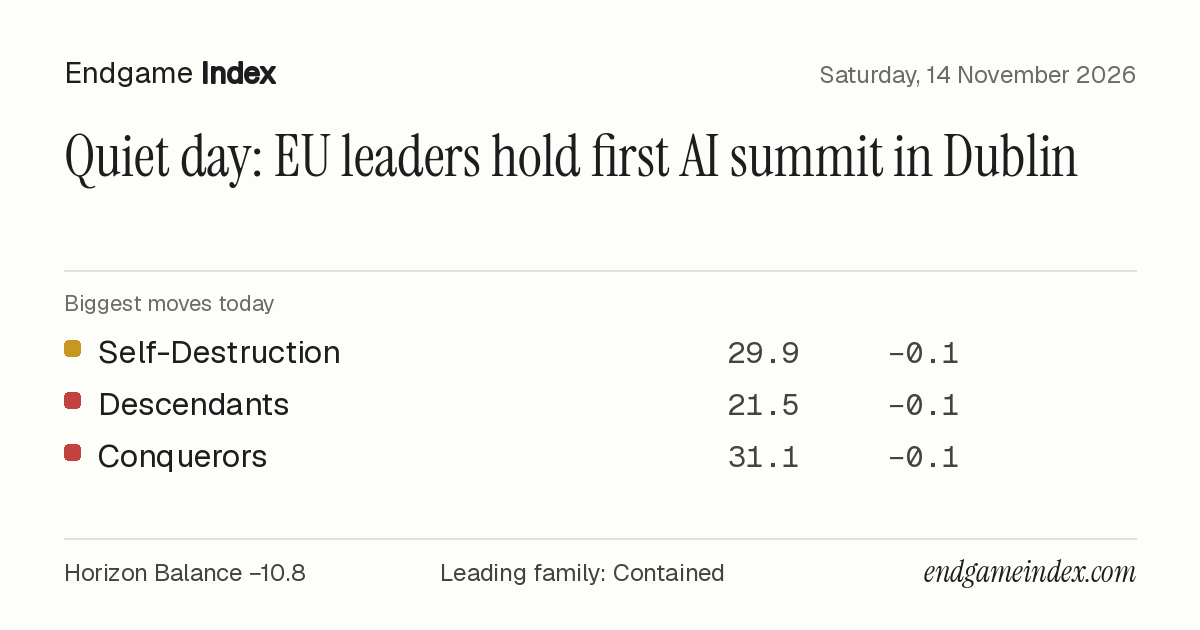 Endgame Index
Saturday, 14 November 2026
Quiet day: EU leaders hold first AI summit in Dublin
Biggest moves today
Self-Destruction 29.9 −0.1
Descendants 21.5 −0.1
Conquerors 31.1 −0.1
Horizon Balance −10.8 Leading family: Contained endgameindex.com